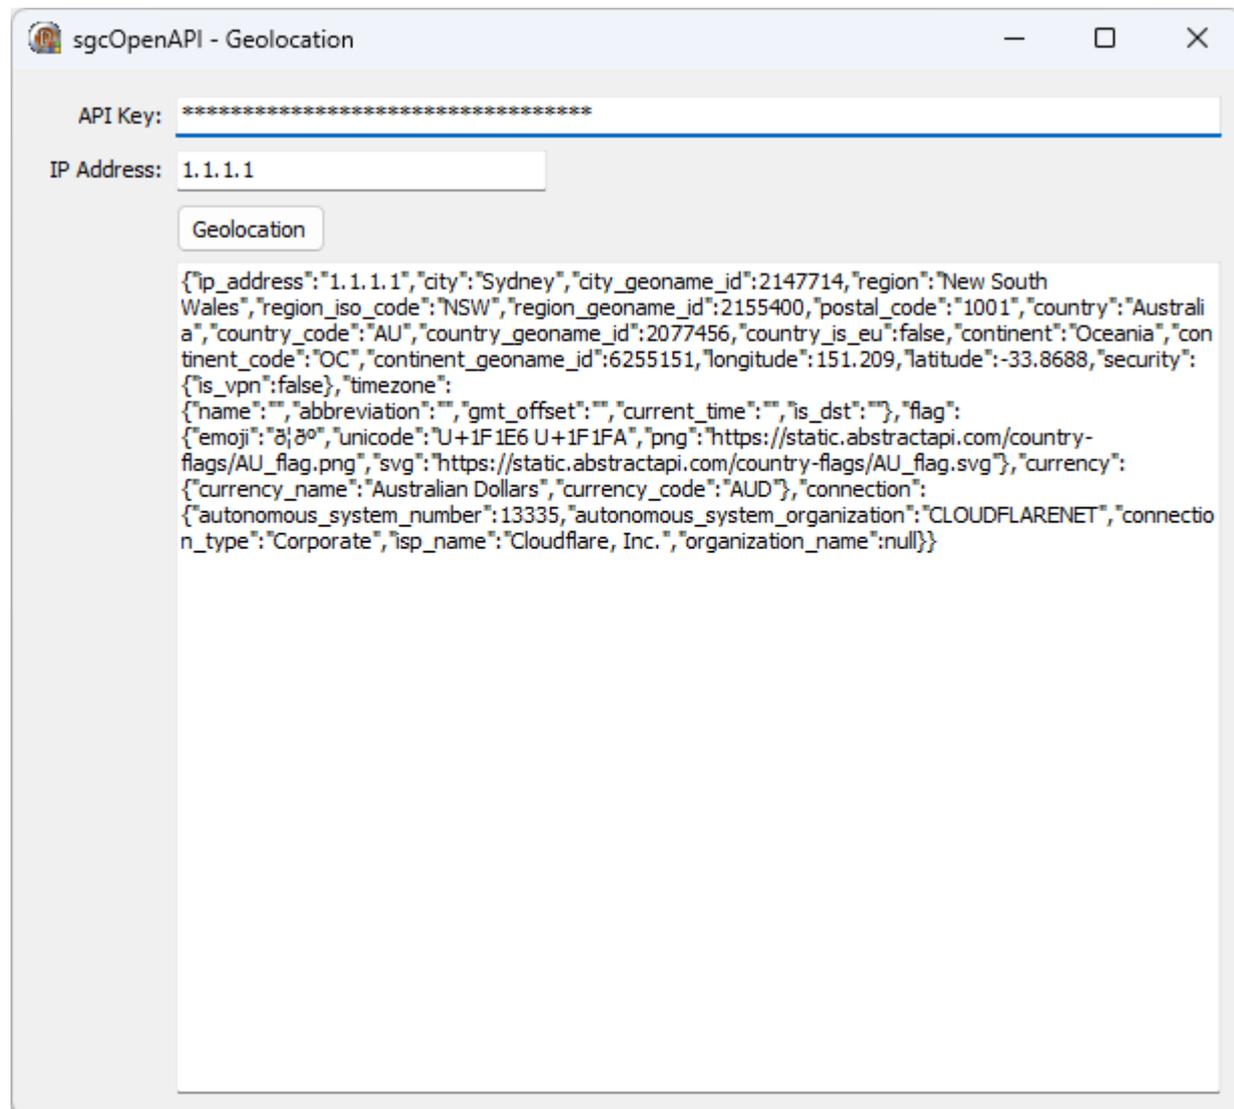 sgcOpenAPI - Geolocation
API Key: **********************************
IP Address: 1.1.1.1
Geolocation
{"ip_address":"1.1.1.1","city":"Sydney","city_geoname_id":2147714,"region":"New South
Wales","region_iso_code":"NSW","region_geoname_id":2155400,"postal_code":"1001","country":"Australi
a","country_code":"AU","country_geoname_id":2077456,"country_is_eu":false,"continent":"Oceania","con
tinent_code":"OC","continent_geoname_id":6255151,"longitude":151.209,"latitude":-33.8688,"security":
{"is_vpn":false},"timezone":
{"name":"","abbreviation":"","gmt_offset":"","current_time":"","is_dst":""},"flag":
{"emoji":"ð¦ðº","unicode":"U+1F1E6 U+1F1FA","png":"https://static.abstractapi.com/country-
flags/AU_flag.png","svg":"https://static.abstractapi.com/country-flags/AU_flag.svg"},"currency":
{"currency_name":"Australian Dollars","currency_code":"AUD"},"connection":
{"autonomous_system_number":13335,"autonomous_system_organization":"CLOUDFLARENET","connectio
n_type":"Corporate","isp_name":"Cloudflare, Inc.","organization_name":null}}